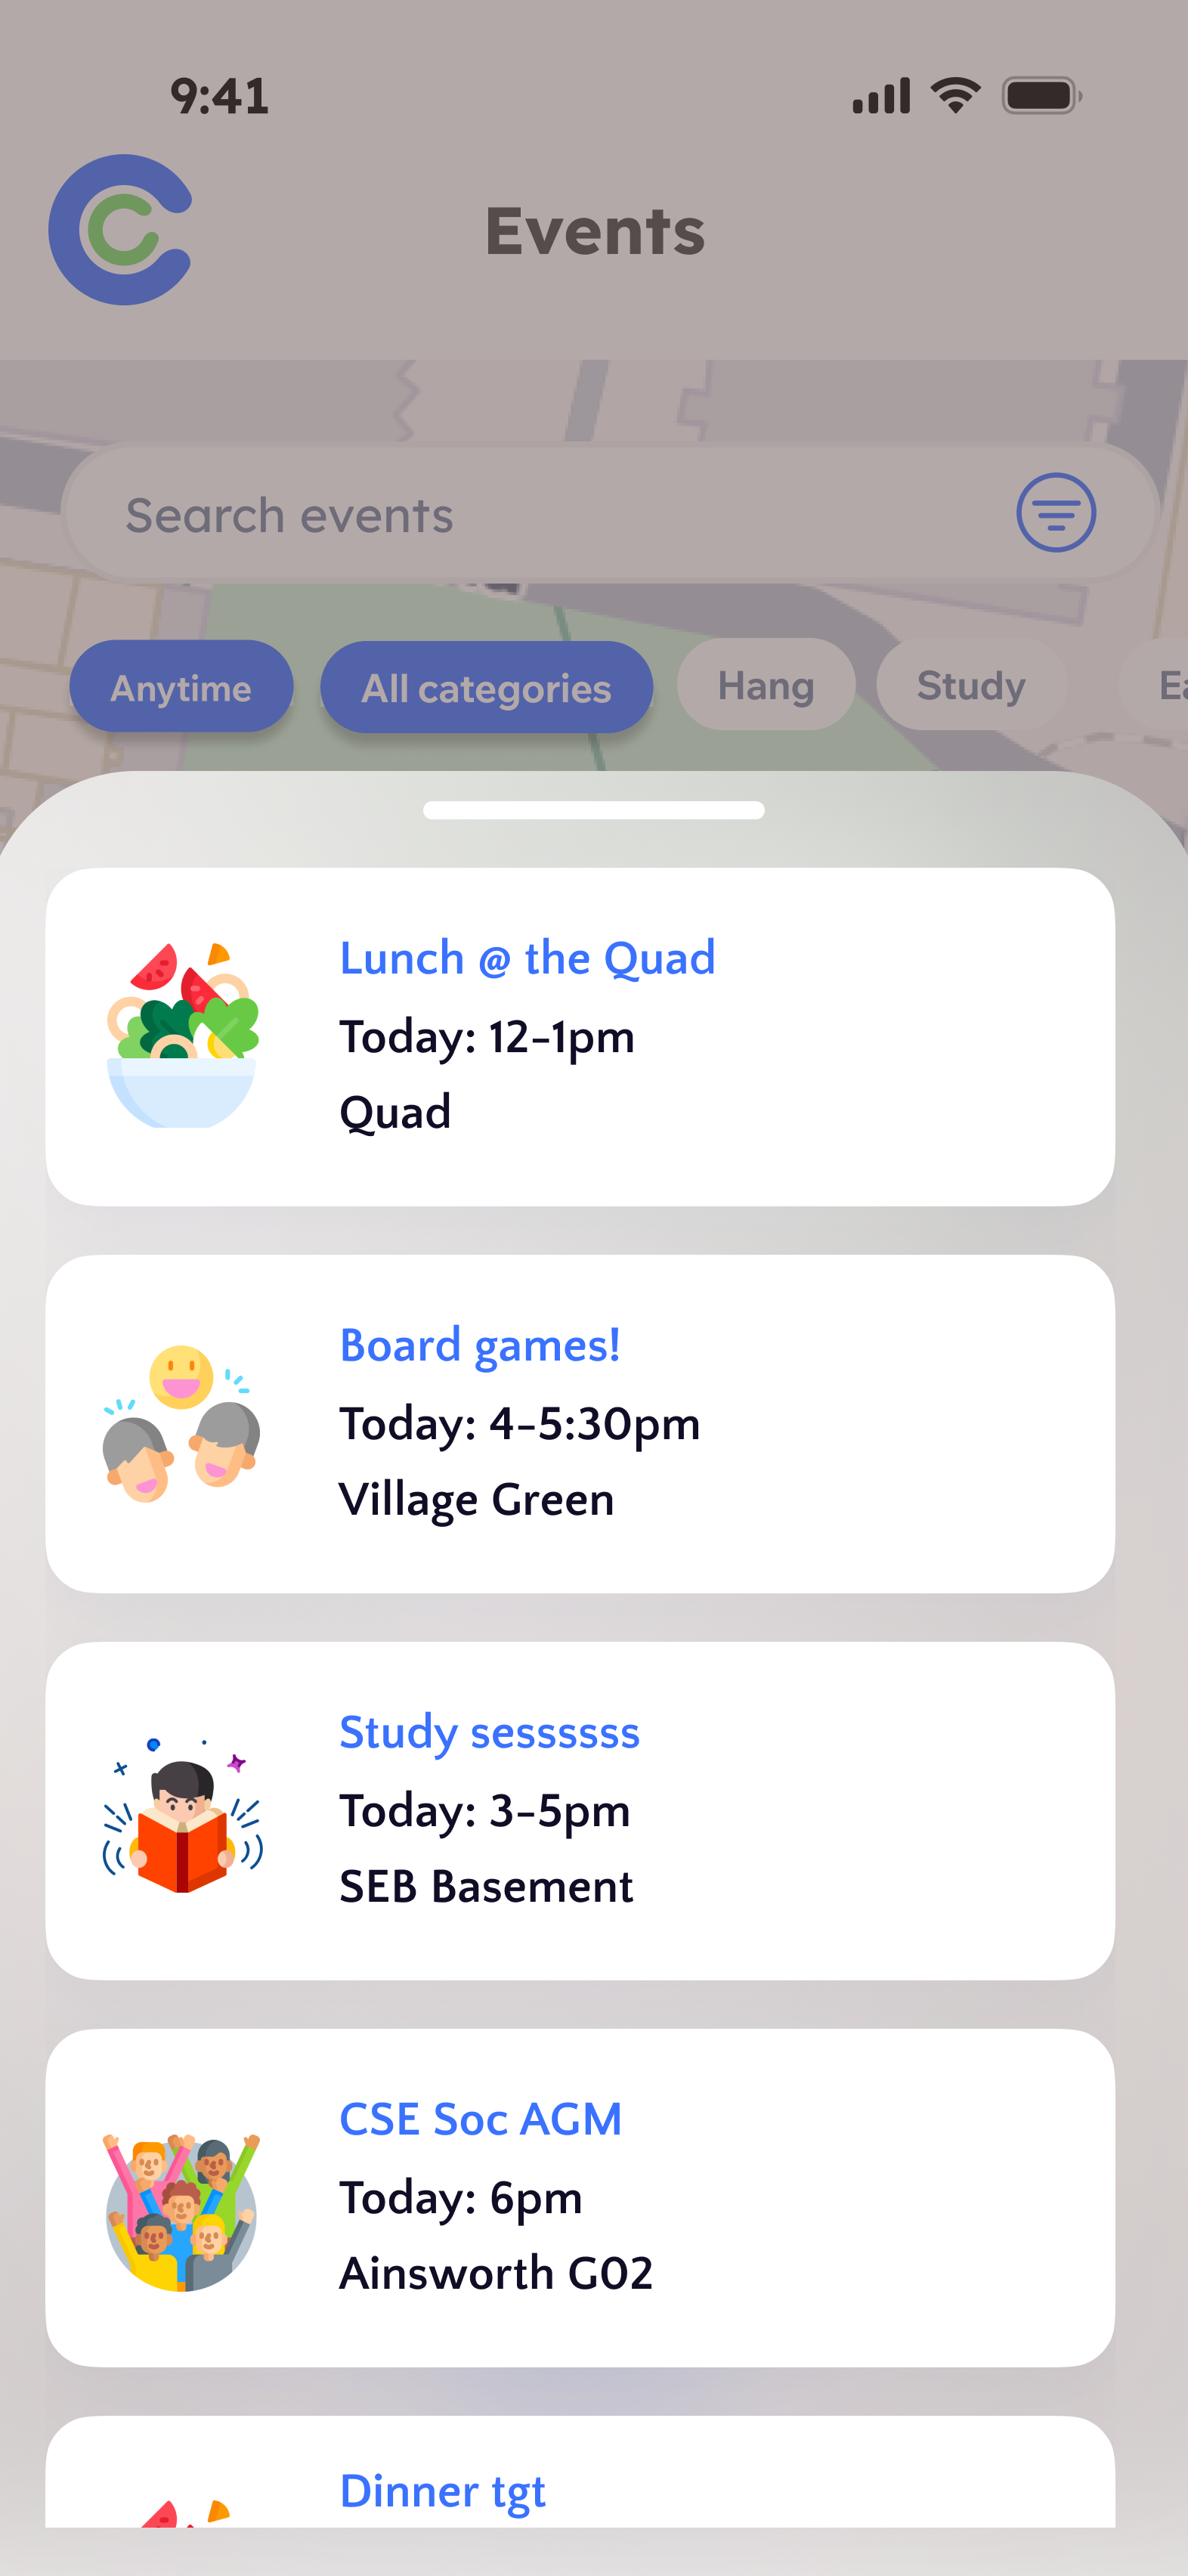 9:41
Events
Search events
Anytime All categories Hang Study Ea
Lunch @ the Quad
Today: 12-1pm
Quad
Board games!
Today: 4-5:30pm
Village Green
Study sessssss
Today: 3-5pm
SEB Basement
CSE Soc AGM
Today: 6pm
Ainsworth G02
Dinner tgt